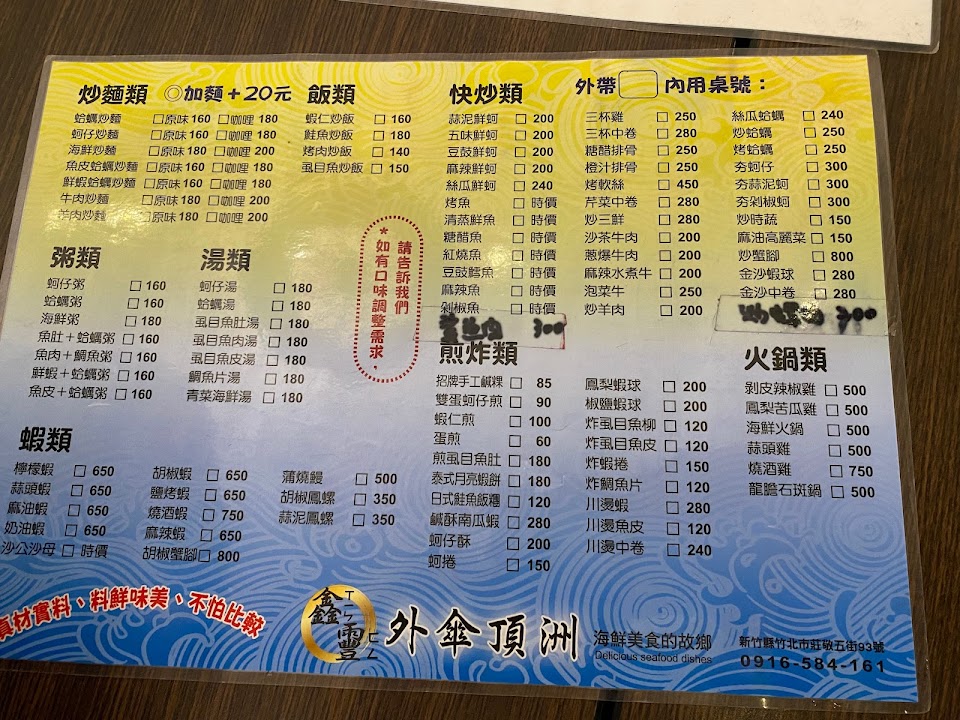 炒麵類 ◎加麵+20元
蛤蠣炒麵 □原味160 □咖哩180
蚵仔炒麵 □原味160 □咖哩180
海鮮炒麵 □原味180 □咖哩200
魚皮蛤蠣炒麵 □原味160 □咖哩180
鮮蝦蛤蠣炒麵 □原味160 □咖哩180
牛肉炒麵 □原味180 □咖哩200
羊肉炒麵 □原味180 □咖哩200
飯類
蝦仁炒飯 □ 160
鮭魚炒飯 □ 180
烤肉炒飯 □ 140
虱目魚炒飯 □ 150
粥類
蚵仔粥 □ 160
蛤蠣粥 □ 160
海鮮粥 □ 180
魚肚+蛤蠣粥 □ 180
魚肉+鯛魚粥 □ 160
鮮蝦+蛤蠣粥 □ 160
魚皮+蛤蠣粥 □ 160
湯類
蚵仔湯 □ 180
蛤蠣湯 □ 180
虱目魚肚湯 □ 180
虱目魚肉湯 □ 180
虱目魚皮湯 □ 180
鯛魚片湯 □ 180
青菜海鮮湯 □ 180
*如有口味調整需求,
請告訴我們
蝦類
檸檬蝦 □ 650
蒜頭蝦 □ 650
麻油蝦 □ 650
奶油蝦 □ 650
沙公沙母 □ 時價
胡椒蝦 □ 650
鹽烤蝦 □ 650
燒酒蝦 □ 750
麻辣蝦 □ 650
胡椒蟹腳 □ 800
蒲燒鰻 □ 500
胡椒鳳螺 □ 350
蒜泥鳳螺 □ 350
快炒類
外帶 □ 內用桌號:
蒜泥鮮蚵 □ 200
五味鮮蚵 □ 200
豆鼓鮮蚵 □ 200
麻辣鮮蚵 □ 200
絲瓜鮮蚵 □ 240
烤魚 □ 時價
清蒸鮮魚 □ 時價
糖醋魚 □ 時價
紅燒魚 □ 時價
豆鼓鱈魚 □ 時價
麻辣魚 □ 時價
剁椒魚 □ 時價
300
三杯雞 □ 250
三杯中卷 □ 280
糖醋排骨 □ 250
橙汁排骨 □ 250
烤軟絲 □ 450
芹菜中卷 □ 280
炒三鮮 □ 280
沙茶牛肉 □ 200
蔥爆牛肉 □ 200
麻辣水煮牛 □ 200
泡菜牛 □ 250
炒羊肉 □ 200
絲瓜蛤蠣 □ 240
炒蛤蠣 □ 250
烤蛤蠣 □ 250
夯蚵仔 □ 300
夯蒜泥蚵 □ 300
夯剁椒蚵 □ 300
炒時蔬 □ 150
麻油高麗菜 □ 150
炒蟹腳 □ 800
金沙蝦球 □ 280
金沙中卷 □ 280
300
煎炸類
招牌手工鹹粿 □ 85
雙蛋蚵仔煎 □ 90
蝦仁煎 □ 100
蛋煎 □ 60
煎虱目魚肚 □ 180
泰式月亮蝦餅 □ 180
日式鮭魚飯糰 □ 120
鹹酥南瓜蝦 □ 280
蚵仔酥 □ 200
蚵捲 □ 150
鳳梨蝦球 □ 200
椒鹽蝦球 □ 200
炸虱目魚柳 □ 120
炸虱目魚皮 □ 120
炸蝦捲 □ 150
炸鯛魚片 □ 120
川燙蝦 □ 280
川燙魚皮 □ 120
川燙中卷 □ 240
火鍋類
剝皮辣椒雞 □ 500
鳳梨苦瓜雞 □ 500
海鮮火鍋 □ 500
蒜頭雞 □ 500
燒酒雞 □ 750
龍膽石斑鍋 □ 500
真材實料、料鮮味美、不怕比較
鑫鑫靈
外傘頂洲
海鮮美食的故鄉
Delicious seafood dishes
新竹縣竹北市莊敬五街93號
0916-584-161